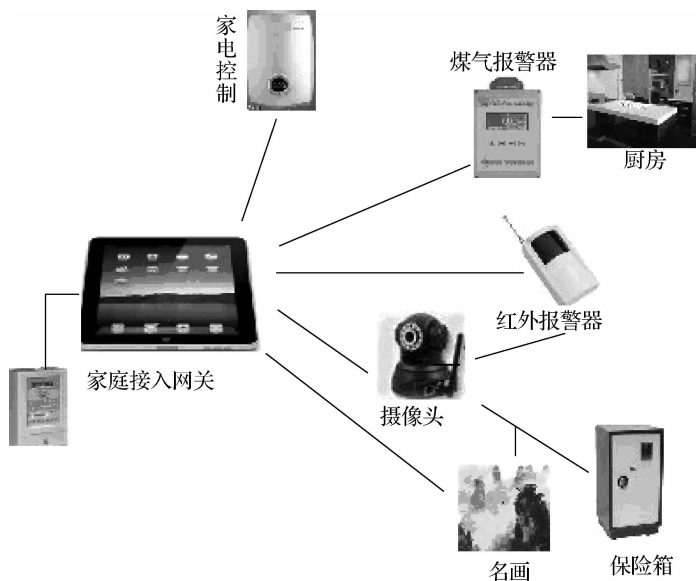 家电控制
煤气报警器
厨房
红外报警器
家庭接入网关
摄像头
名画
保险箱